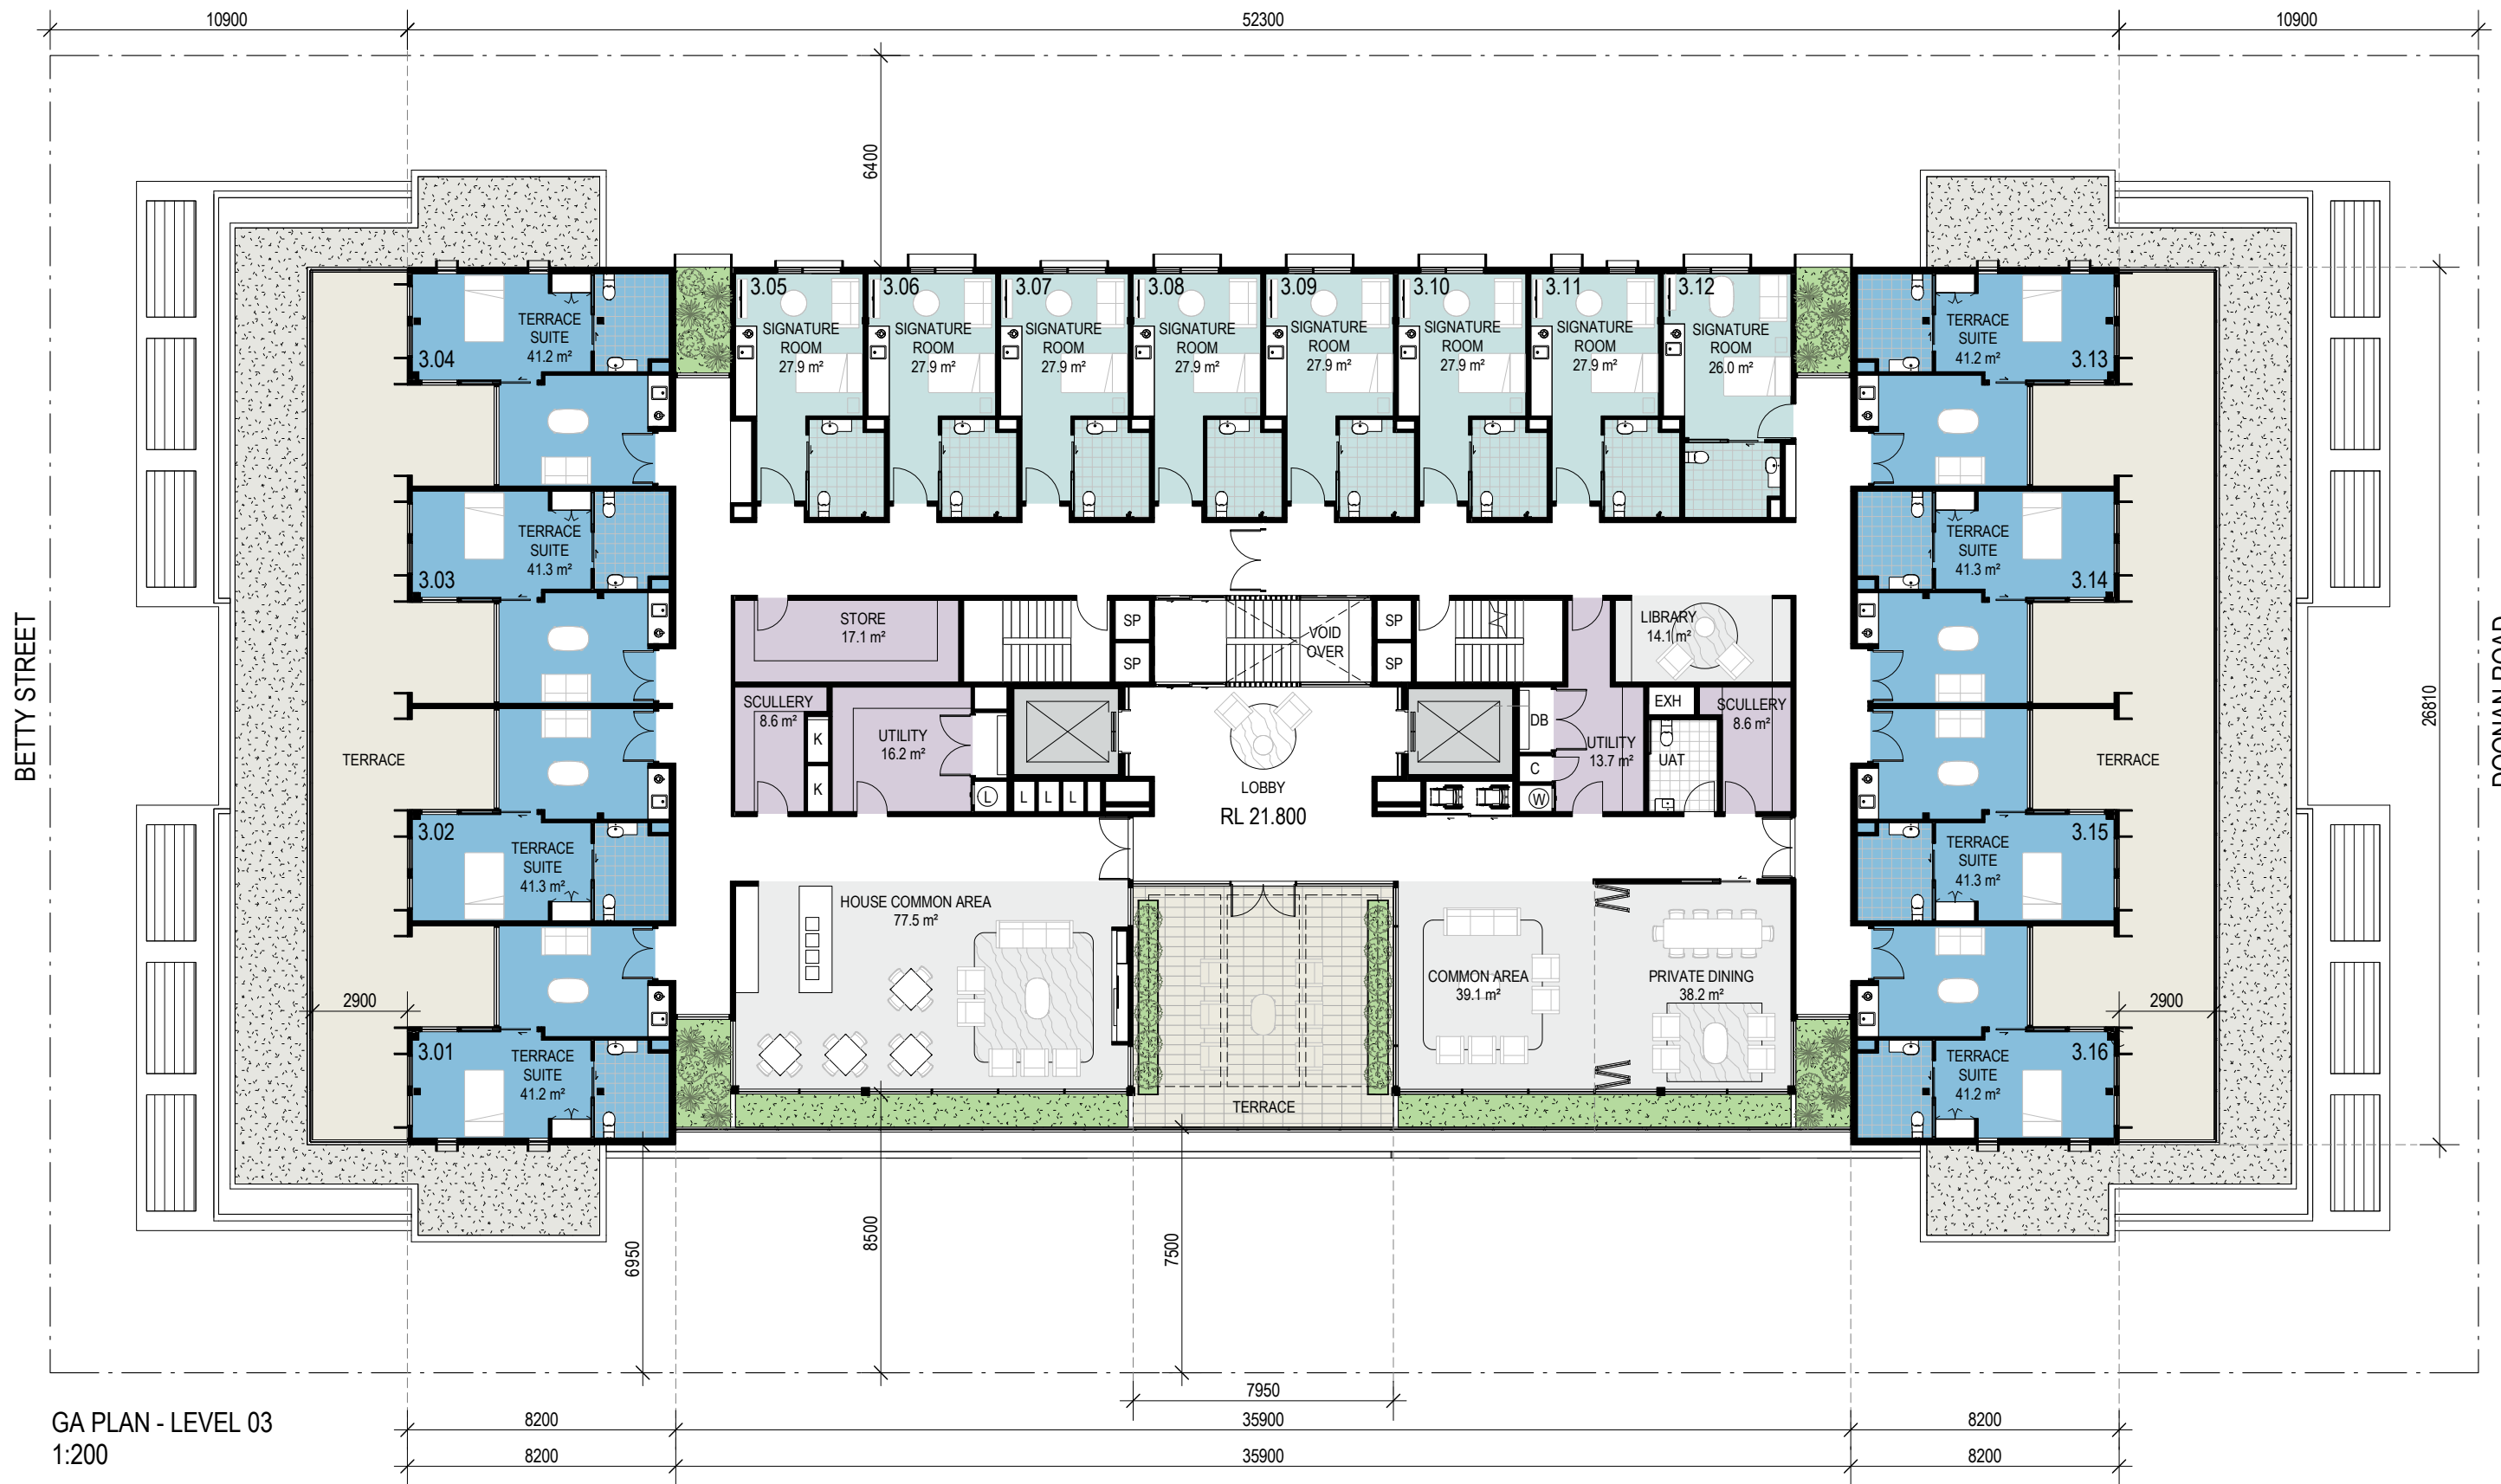 10900
52300
10900
6400
3.05
3.06
3.07
3.08
3.09
3.10
3.11
3.12
SIGNATURE
ROOM
27.9 m²
SIGNATURE
ROOM
27.9 m²
SIGNATURE
ROOM
27.9 m²
SIGNATURE
ROOM
27.9 m²
SIGNATURE
ROOM
27.9 m²
SIGNATURE
ROOM
27.9 m²
SIGNATURE
ROOM
27.9 m²
SIGNATURE
ROOM
26.0 m²
TERRACE
SUITE
41.2 m²
3.04
TERRACE
SUITE
41.2 m²
3.13
TERRACE
SUITE
41.3 m²
3.03
TERRACE
SUITE
41.3 m²
3.14
BETTY STREET
DOONAN ROAD
26810
STORE
17.1 m²
SP
SP
VOID
OVER
SP
SP
LIBRARY
14.1 m²
SCULLERY
8.6 m²
K
K
UTILITY
16.2 m²
L
L
L
L
LOBBY
RL 21.800
DB
C
W
UTILITY
13.7 m²
EXH
UAT
SCULLERY
8.6 m²
TERRACE
TERRACE
3.02
TERRACE
SUITE
41.3 m²
3.15
TERRACE
SUITE
41.3 m²
HOUSE COMMON AREA
77.5 m²
COMMON AREA
39.1 m²
PRIVATE DINING
38.2 m²
2900
2900
3.01
TERRACE
SUITE
41.2 m²
3.16
TERRACE
SUITE
41.2 m²
TERRACE
6950
8500
7500
7950
GA PLAN - LEVEL 03
1:200
8200
35900
8200
8200
35900
8200